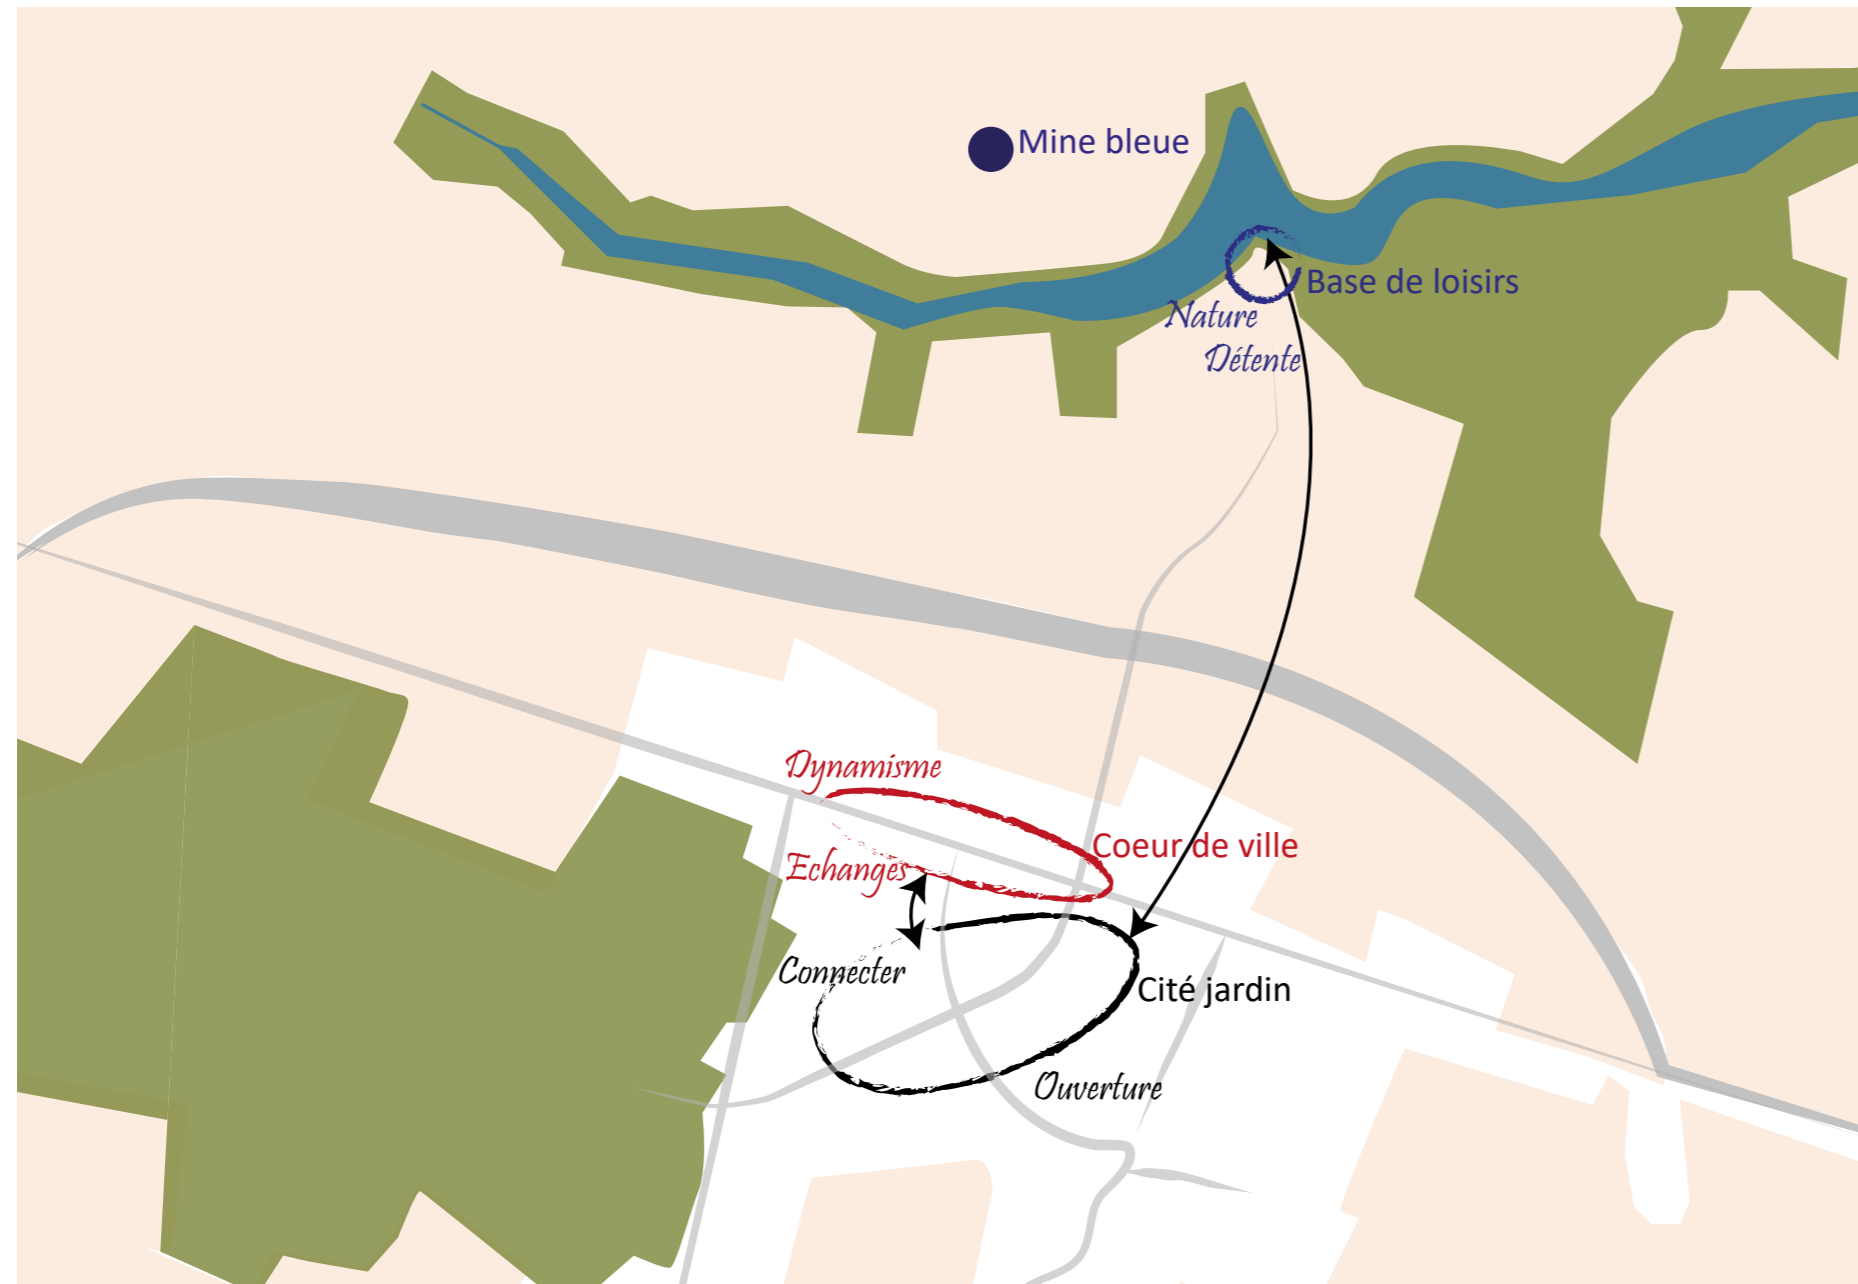 Mine bleue
Base de loisirs
Nature
Détente
Dynamisme
Coeur de ville
Echanges
Connecter
Cité jardin
Ouverture